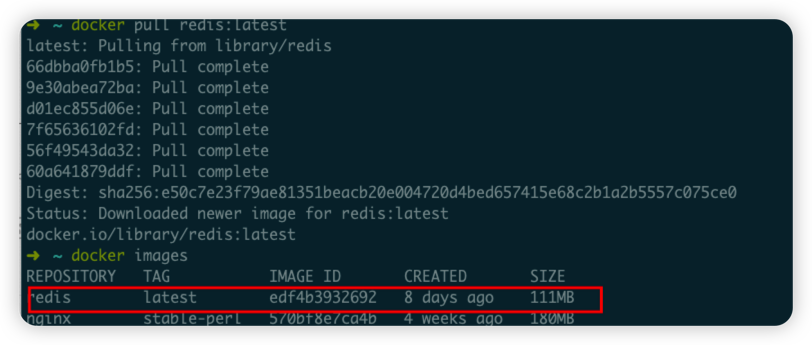 ➜ ~ docker pull redis:latest
latest: Pulling from library/redis
66dbba0fb1b5: Pull complete
9e30abea72ba: Pull complete
d01ec855d06e: Pull complete
7f65636102fd: Pull complete
56f49543da32: Pull complete
60a641879ddf: Pull complete
Digest: sha256:e50c7e23f79ae81351beacb20e004720d4bed657415e68c2b1a2b5557c075ce0
Status: Downloaded newer image for redis:latest
docker.io/library/redis:latest
➜ ~ docker images
REPOSITORY TAG IMAGE ID CREATED SIZE
redis latest edf4b3932692 8 days ago 111MB
nginx stable-perl 570bf8e7ca4b 4 weeks ago 180MB